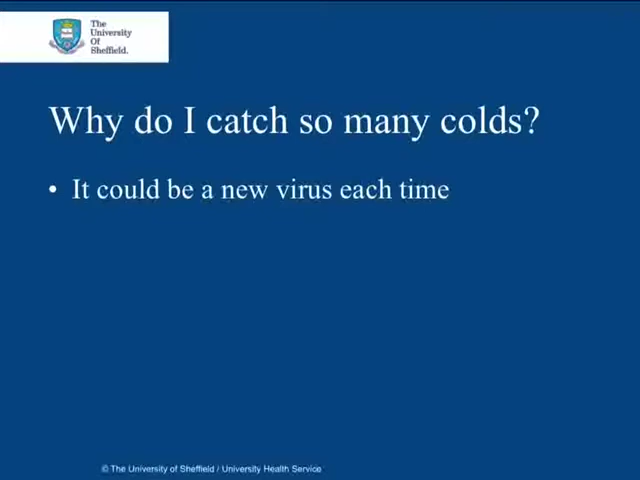 The
University
Of
Sheffield.
Why do I catch so many colds?
• It could be a new virus each time
© The University of Sheffield / University Health Service